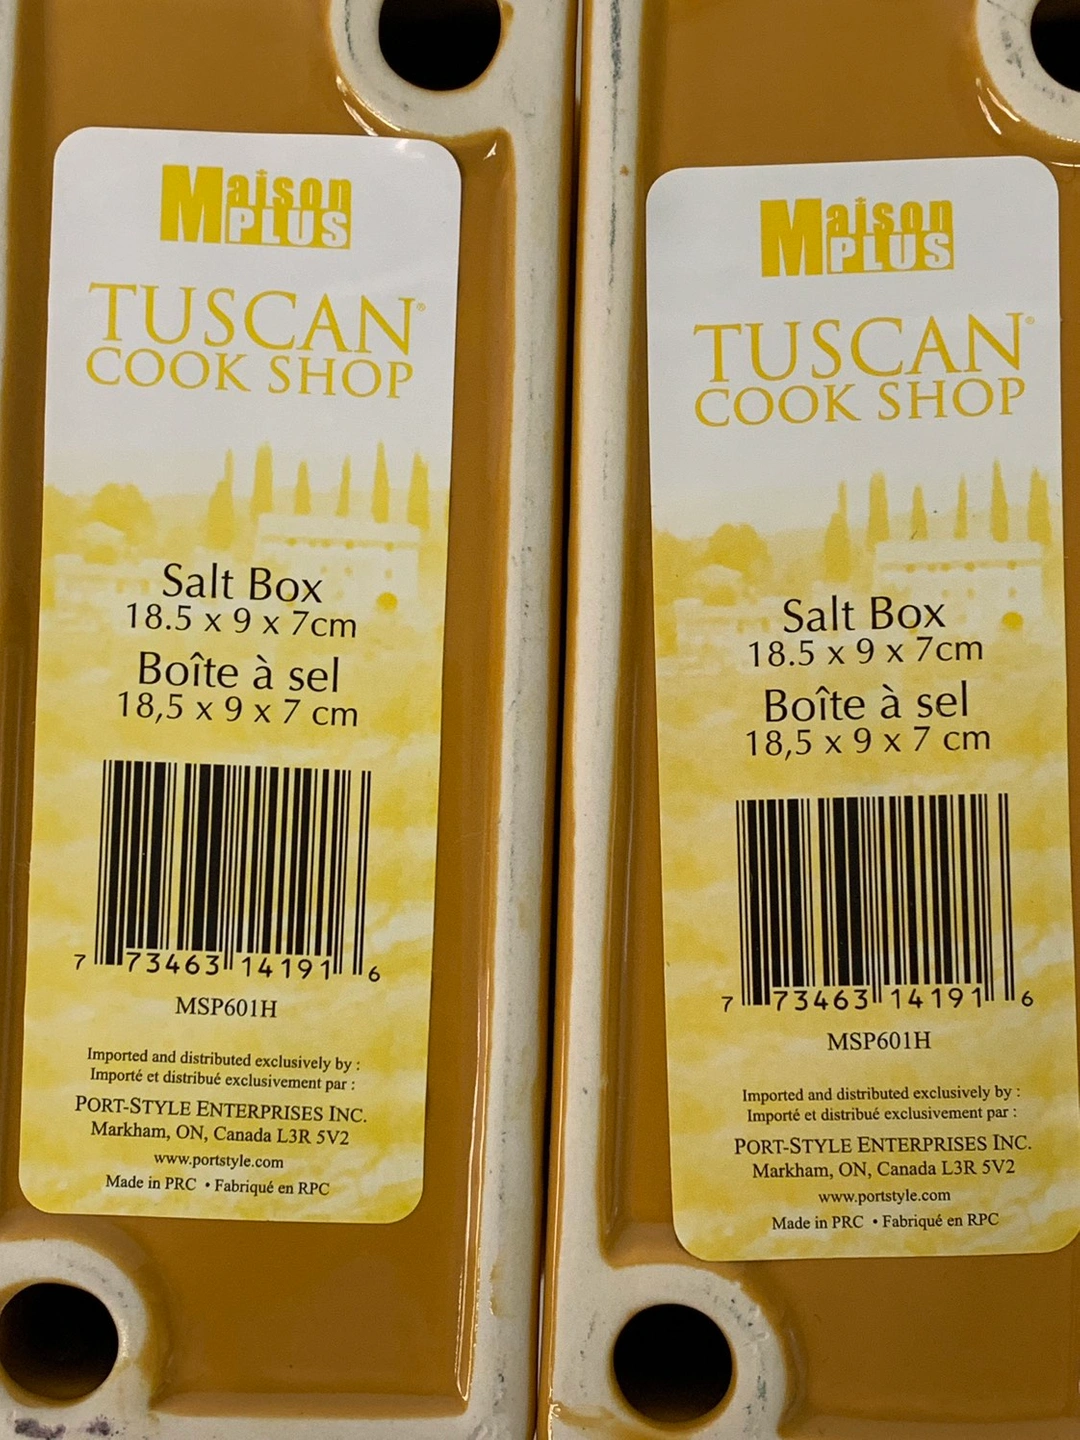 Maison
PLUS
TUSCAN®
COOK SHOP
Salt Box
18.5 x 9 x 7cm
Boîte à sel
18,5 x 9 x 7 cm
7 73463 14191 6
MSP601H
Imported and distributed exclusively by :
Importé et distribué exclusivement par :
PORT-STYLE ENTERPRISES INC.
Markham, ON, Canada L3R 5V2
www.portstyle.com
Made in PRC • Fabriqué en RPC
Maison
PLUS
TUSCAN®
COOK SHOP
Salt Box
18.5 x 9 x 7cm
Boîte à sel
18,5 x 9 x 7 cm
7 73463 14191 6
MSP601H
Imported and distributed exclusively by :
Importé et distribué exclusivement par :
PORT-STYLE ENTERPRISES INC.
Markham, ON, Canada L3R 5V2
www.portstyle.com
Made in PRC • Fabriqué en RPC